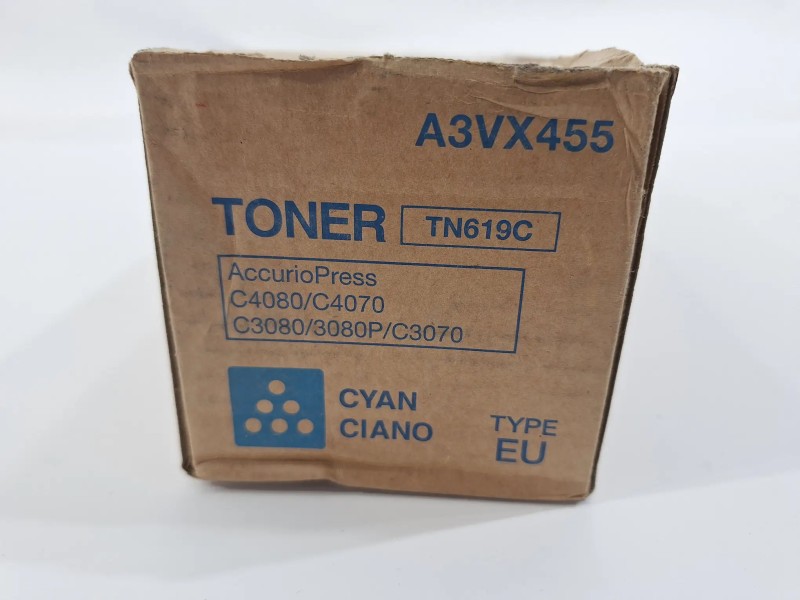 A3VX455
TONER TN619C
AccurioPress
C4080/C4070
C3080/3080P/C3070
CYAN
CIANO
TYPE
EU